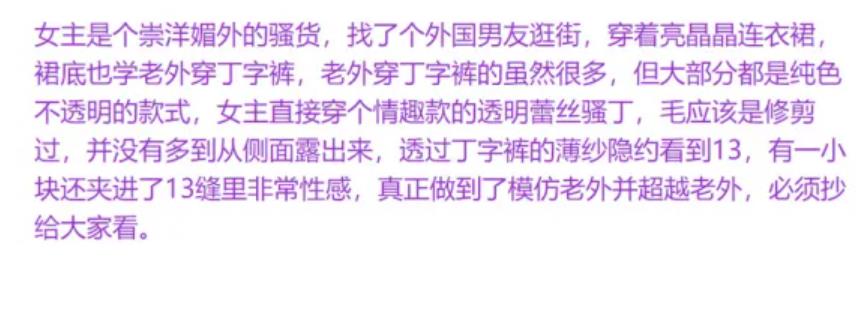 女主是个崇洋媚外的骚货，找了个外国男友逛街，穿着亮晶晶连衣裙，
裙底也学老外穿丁字裤，老外穿丁字裤的虽然很多，但大部分都是纯色
不透明的款式，女主直接穿个情趣款的透明蕾丝骚丁，毛应该是修剪
过，并没有多到从侧面露出来，透过丁字裤的薄纱隐约看到13，有一小
块还夹进了13缝里非常性感，真正做到了模仿老外并超越老外，必须抄
给大家看。